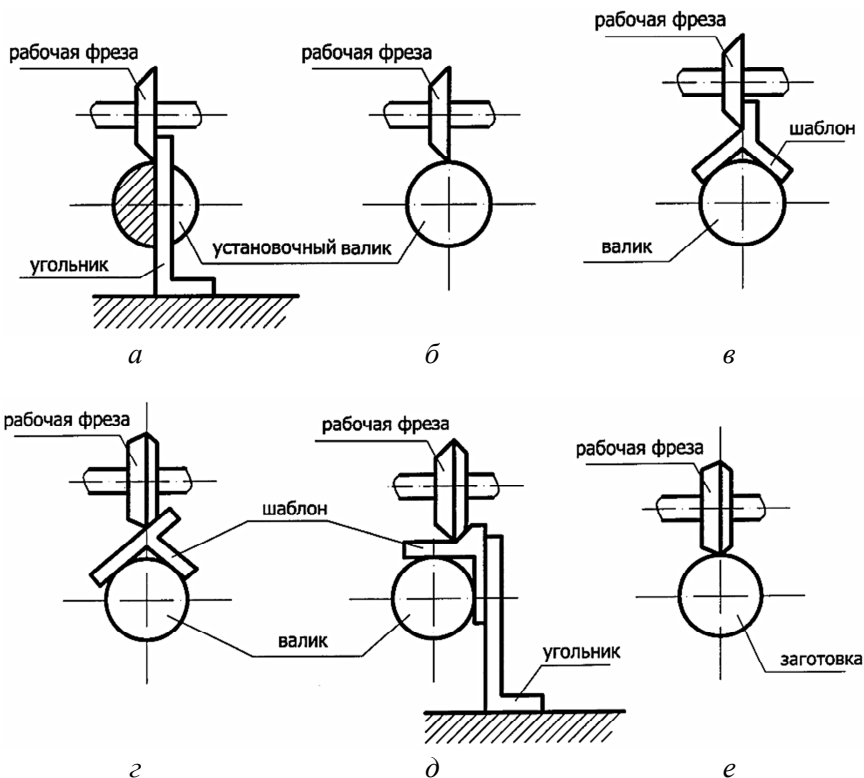 рабочая фреза
рабочая фреза
рабочая фреза
шаблон
установочный валик
валик
угольник
а
б
в
рабочая фреза
рабочая фреза
рабочая фреза
шаблон
валик
угольник
заготовка
г
д
е